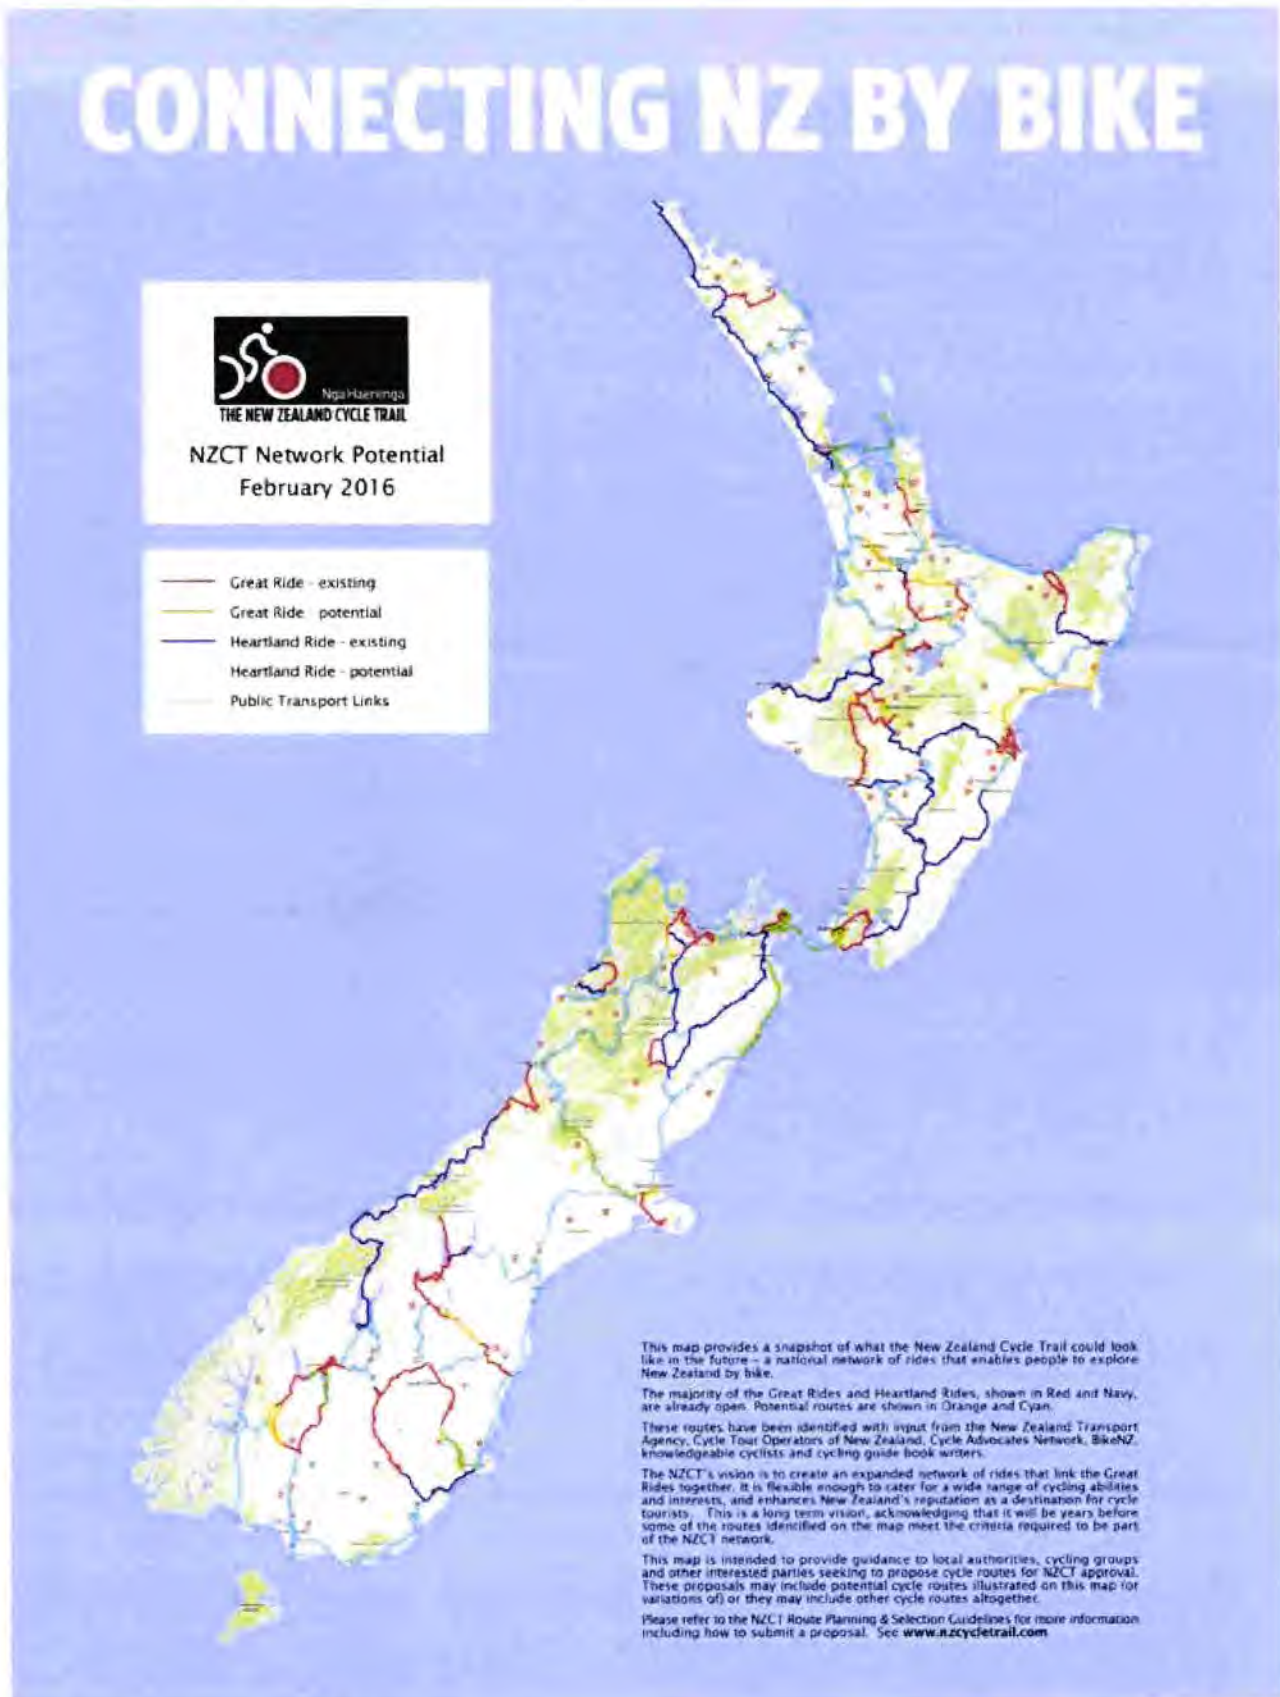 CONNECTING NZ BY BIKE
Nga Haerenga
THE NEW ZEALAND CYCLE TRAIL
NZCT Network Potential
February 2016
Great Ride - existing
Great Ride - potential
Heartland Ride - existing
Heartland Ride - potential
Public Transport Links
This map provides a snapshot of what the New Zealand Cycle Trail could look
like in the future – a national network of rides that enables people to explore
New Zealand by bike.
The majority of the Great Rides and Heartland Rides, shown in Red and Navy,
are already open. Potential routes are shown in Orange and Cyan.
These routes have been identified with input from the New Zealand Transport
Agency, Cycle Tour Operators of New Zealand, Cycle Advocates Network, BikeNZ,
knowledgeable cyclists and cycling guide book writers.
The NZCT's vision is to create an expanded network of rides that link the Great
Rides together. It is flexible enough to cater for a wide range of cycling abilities
and interests, and enhances New Zealand's reputation as a destination for cycle
tourists. This is a long term vision, acknowledging that it will be years before
some of the routes identified on the map meet the criteria required to be part
of the NZCT network.
This map is intended to provide guidance to local authorities, cycling groups
and other interested parties seeking to propose cycle routes for NZCT approval.
These proposals may include potential cycle routes illustrated on this map (or
variations of) or they may include other cycle routes altogether.
Please refer to the NZCT Route Planning & Selection Guidelines for more information
including how to submit a proposal. See www.nzcycletrail.com